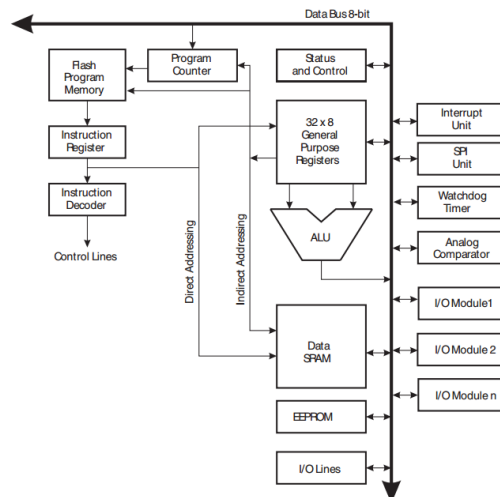 Data Bus 8-bit
Flash
Program
Memory
Program
Counter
Status
and Control
Instruction
Register
32 x 8
General
Purpose
Registers
Interrupt
Unit
SPI
Unit
Instruction
Decoder
Watchdog
Timer
Control Lines
Direct Addressing
Indirect Addressing
ALU
Analog
Comparator
I/O Module1
Data
SRAM
I/O Module 2
I/O Module n
EEPROM
I/O Lines